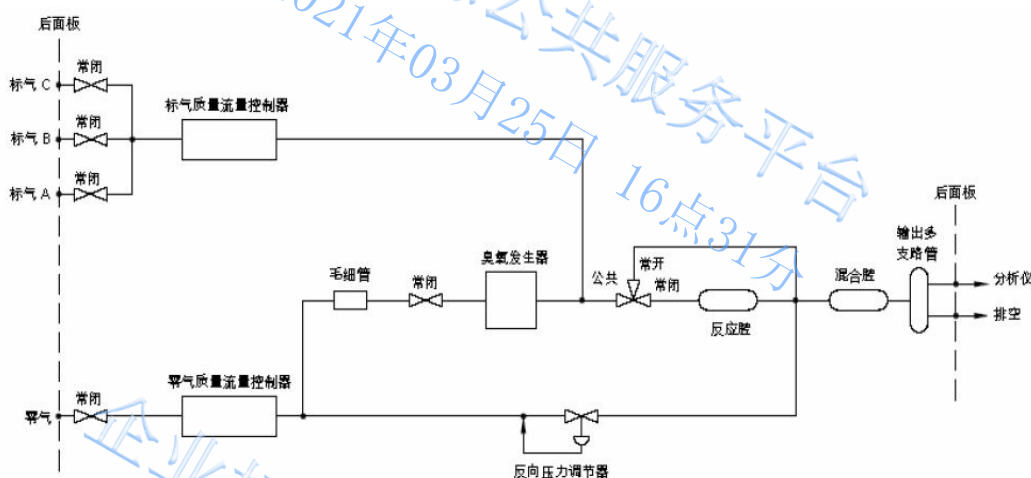 公共服务平台
2021年03月25日 16点31分
后面板
标气 C
常闭
标气质量流量控制器
标气 B
常闭
标气 A
常闭
后面板
输出多
支路管
臭氧发生器
公共
常开
常闭
混合腔
分析仪
毛细管
常闭
反应腔
排空
零气质量流量控制器
常闭
零气
反向压力调节器
企业